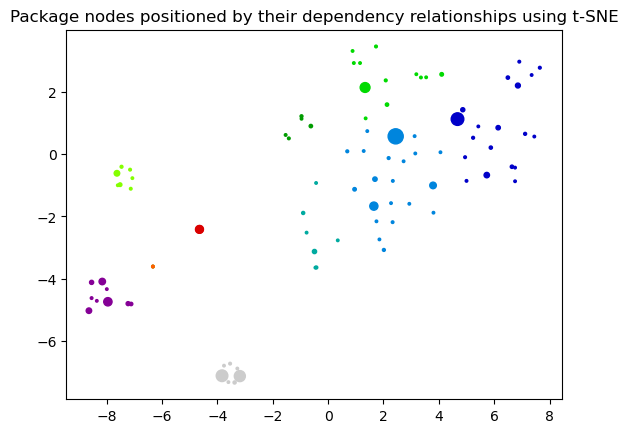 Package nodes positioned by their dependency relationships using t-SNE
2
0
−2
−4
−6
−8 −6 −4 −2 0 2 4 6 8